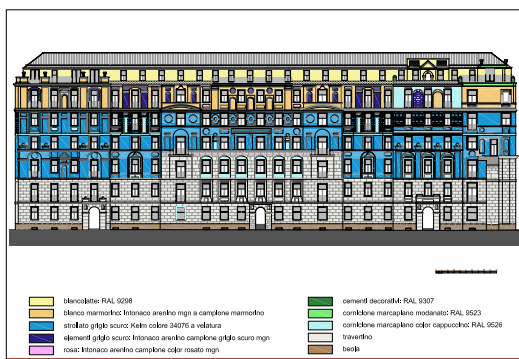 biancolatte: RAL 9298
bianco marmorino: intonaco arenino mgn a campione marmorino
strollato grigio scuro: Keim colore 34076 a velatura
elementi grigio scuro: intonaco arenino campione grigio scuro mgn
rosa: intonaco arenino campione color rosato mgn
cementi decorativi: RAL 9307
cornicione marcapiano modanato: RAL 9523
cornicione marcapiano color cappuccino: RAL 9526
travertino
beola